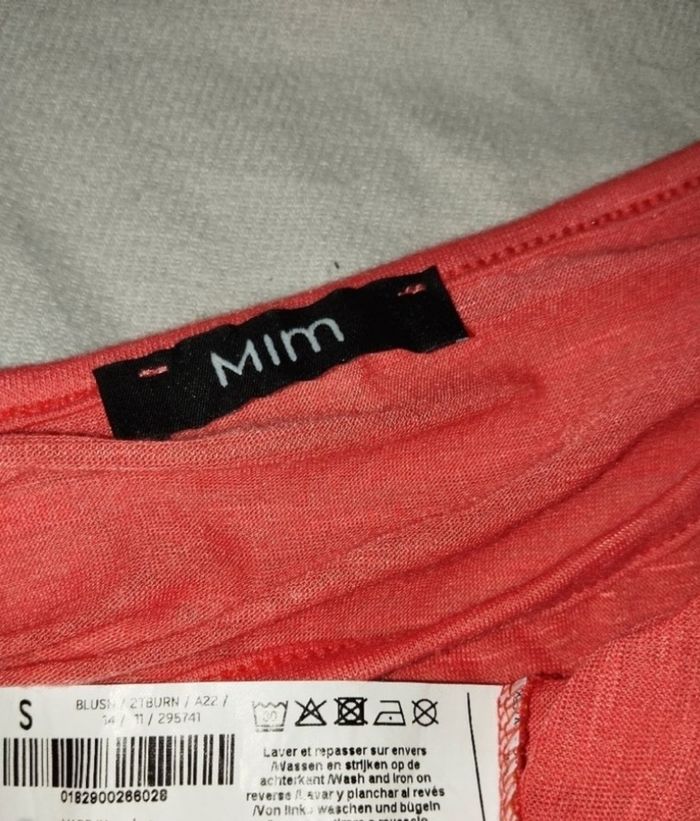 MIM
S
BLUSH / 2TBURN / A22 /
14 / 11 / 295741
0182900266028
30
Laver et repasser sur envers
/Wassen en strijken op de
achterkant /Wash and Iron on
reverse /Lavar y planchar al revés
/Von links waschen und bügeln